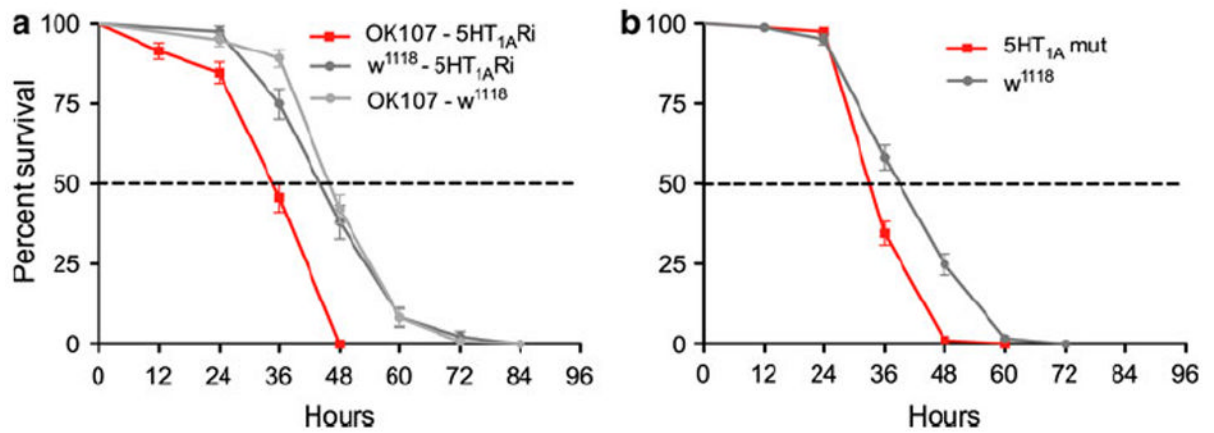 a
OK107 - 5HT1ARi
w1118 - 5HT1ARi
OK107 - w1118
Percent survival
100
75
50
25
0
0 12 24 36 48 60 72 84 96
Hours
b
5HT1A mut
w1118
100
75
50
25
0
0 12 24 36 48 60 72 84 96
Hours